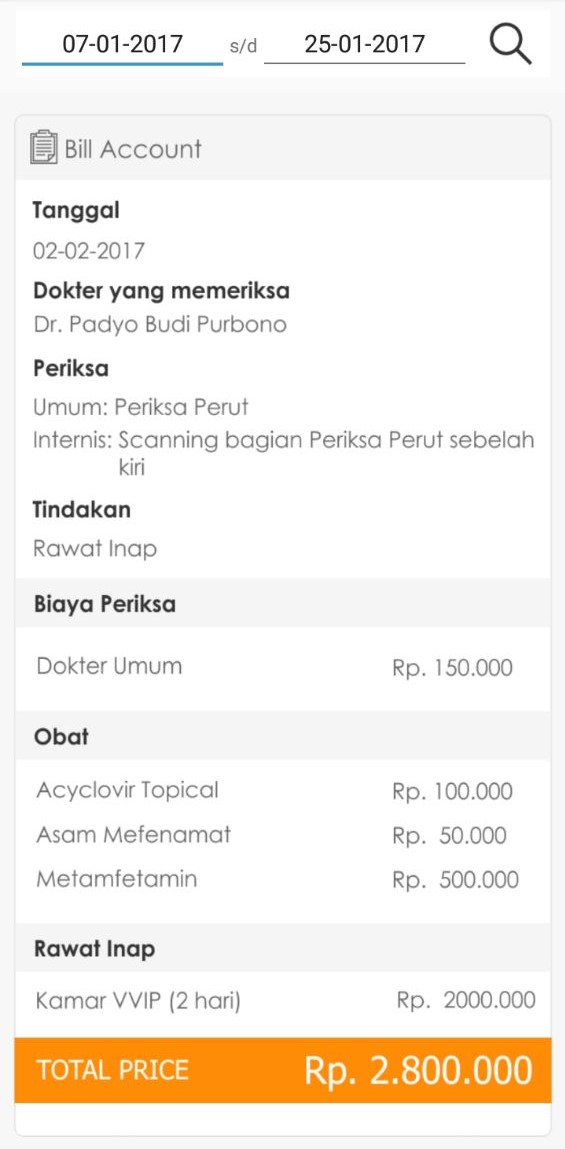 07-01-2017 s/d 25-01-2017
Bill Account
Tanggal
02-02-2017
Dokter yang memeriksa
Dr. Padyo Budi Purbono
Periksa
Umum: Periksa Perut
Internis: Scanning bagian Periksa Perut sebelah
kiri
Tindakan
Rawat Inap
Biaya Periksa
Dokter Umum Rp. 150.000
Obat
Acyclovir Topical Rp. 100.000
Asam Mefenamat Rp. 50.000
Metamfetamin Rp. 500.000
Rawat Inap
Kamar VVIP (2 hari) Rp. 2000.000
TOTAL PRICE Rp. 2.800.000